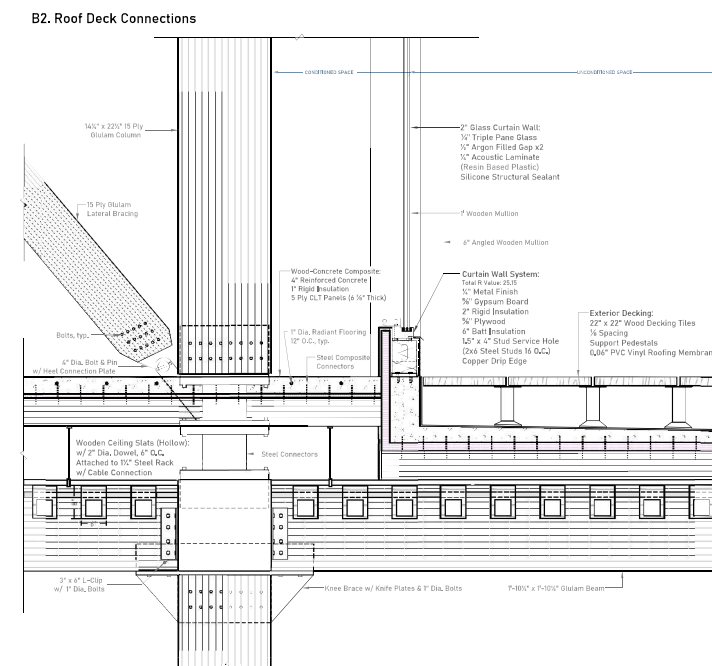 B2. Roof Deck Connections
CONDITIONED SPACE
UNCONDITIONED SPACE
14¼" x 22½" 15 Ply
Glulam Column
2" Glass Curtain Wall:
¼" Triple Pane Glass
½" Argon Filled Gap x2
¼" Acoustic Laminate
(Resin Based Plastic)
Silicone Structural Sealant
15 Ply Glulam
Lateral Bracing
Wooden Mullion
6" Angled Wooden Mullion
Wood-Concrete Composite:
4" Reinforced Concrete
1" Rigid Insulation
5 Ply CLT Panels (6 ⅞" Thick)
Curtain Wall System:
Total R Value: 25.15
Metal Finish
⅝" Gypsum Board
2" Rigid Insulation
⅝" Plywood
6" Batt Insulation
1.5" x 4" Stud Service Hole
(2x6 Steel Studs 16 O.C.)
Copper Drip Edge
Exterior Decking:
22" x 22" Wood Decking Tiles
⅛ Spacing
Support Pedestals
0.06" PVC Vinyl Roofing Membran
Bolts, typ.
1" Dia. Radiant Flooring
12" O.C., typ.
4" Dia. Bolt & Pin
w/ Heel Connection Plate
Steel Composite
Connectors
Wooden Ceiling Slats (Hollow):
w/ 2" Dia. Dowel, 6" O.C.
Attached to 1¼" Steel Rack
w/ Cable Connection
Steel Connectors
3" x 6" L-Clip
w/ 1" Dia. Bolts
Knee Brace w/ Knife Plates & 1" Dia. Bolts
1'-10½" x 1'-10½" Glulam Beam